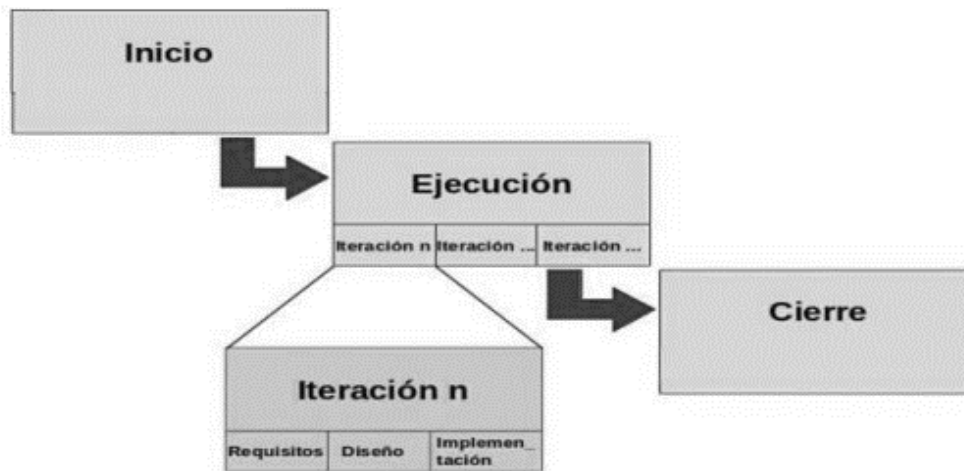 Inicio
Ejecución
Iteración n
Iteración ...
Iteración ...
Cierre
Iteración n
Requisitos
Diseño
Implemen_
tación